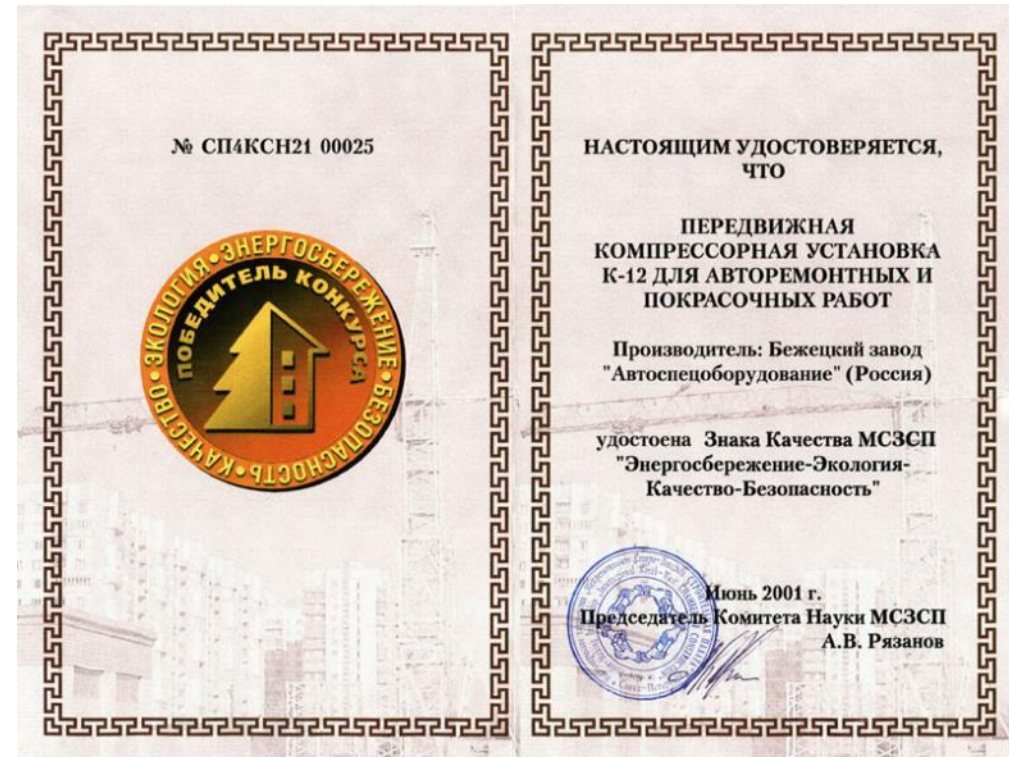 № СП4КСН21 00025
КАЧЕСТВО•ЭКОЛОГИЯ•ЭНЕРГОСБЕРЕЖЕНИЕ•БЕЗОПАСНОСТЬ•
ПОБЕДИТЕЛЬ КОНКУРСА
НАСТОЯЩИМ УДОСТОВЕРЯЕТСЯ,
ЧТО
ПЕРЕДВИЖНАЯ
КОМПРЕССОРНАЯ УСТАНОВКА
К-12 ДЛЯ АВТОРЕМОНТНЫХ И
ПОКРАСОЧНЫХ РАБОТ
Производитель: Бежецкий завод
"Автоспецоборудование" (Россия)
удостоена Знака Качества МСЗСП
"Энергосбережение-Экология-
Качество-Безопасность"
Июнь 2001 г.
Председатель Комитета Науки МСЗСП
А.В. Рязанов